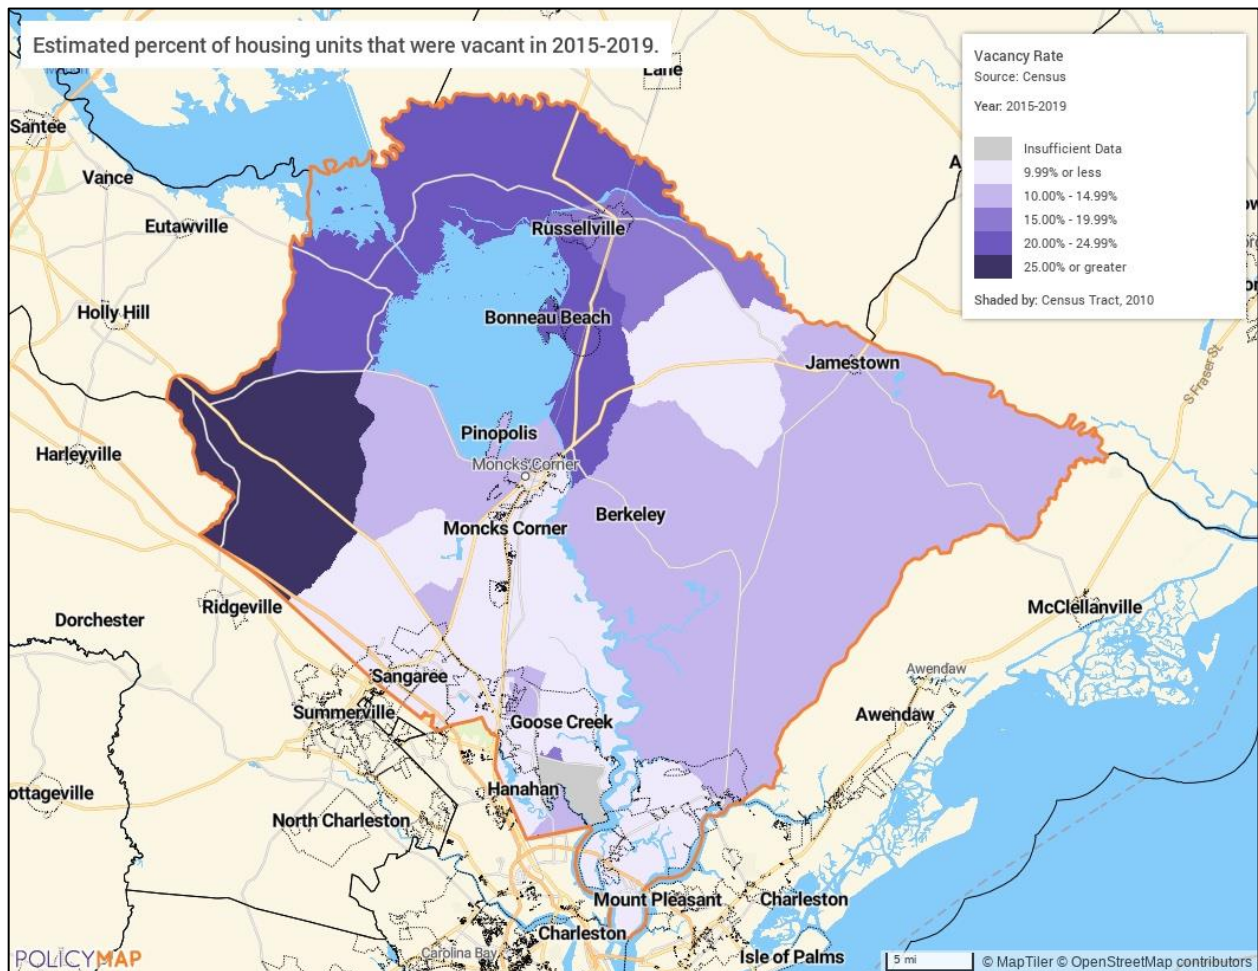 Estimated percent of housing units that were vacant in 2015-2019.
Vacancy Rate
Source: Census
Year: 2015-2019
Insufficient Data
9.99% or less
10.00% - 14.99%
15.00% - 19.99%
20.00% - 24.99%
25.00% or greater
Shaded by: Census Tract, 2010
Lane
Santee
Vance
Eutawville
Russellville
Holly Hill
Bonneau Beach
Jamestown
S Fraser St.
Pinopolis
Harleyville
Moncks Corner
Berkeley
Moncks Corner
Ridgeville
McClellanville
Dorchester
Awendaw
Sangaree
Summerville
Goose Creek
Awendaw
Hanahan
ottageville
North Charleston
Mount Pleasant
Charleston
Charleston
Carolina Bay
Isle of Palms
POLICYMAP
5 mi
© MapTiler © OpenStreetMap contributors